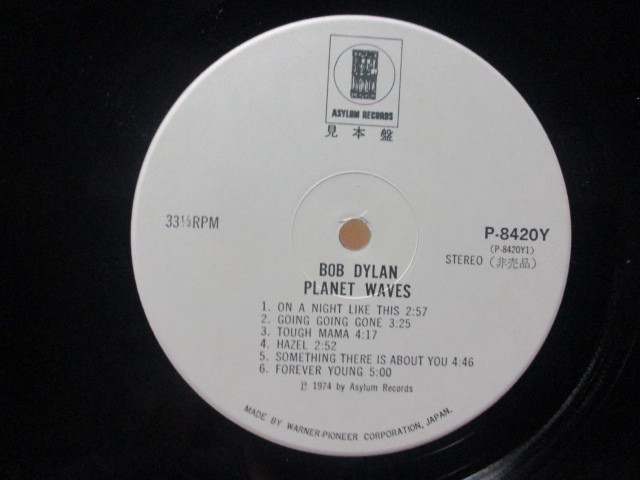 ASYLUM RECORDS
見本盤
33⅓RPM
P-8420Y
(P-8420Y1)
STEREO (非売品)
BOB DYLAN
PLANET WAVES
1. ON A NIGHT LIKE THIS 2:57
2. GOING GOING GONE 3:25
3. TOUGH MAMA 4:17
4. HAZEL 2:52
5. SOMETHING THERE IS ABOUT YOU 4:46
6. FOREVER YOUNG 5:00
Ⓟ 1974 by Asylum Records
MADE BY WARNER-PIONEER CORPORATION, JAPAN.